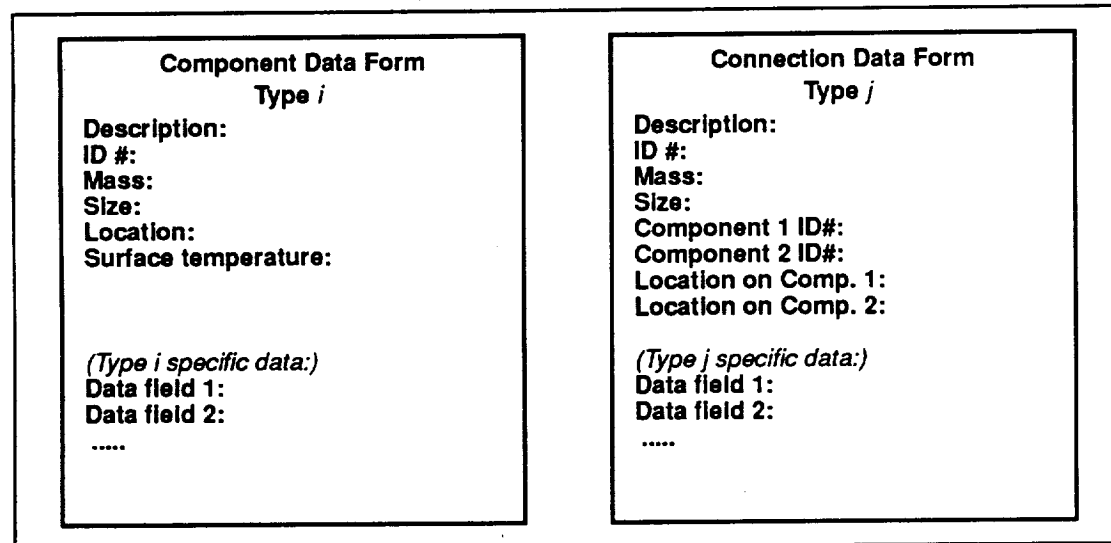 Component Data Form
Type i
Description:
ID #:
Mass:
Size:
Location:
Surface temperature:
(Type i specific data:)
Data field 1:
Data field 2:
.....
Connection Data Form
Type j
Description:
ID #:
Mass:
Size:
Component 1 ID#:
Component 2 ID#:
Location on Comp. 1:
Location on Comp. 2:
(Type j specific data:)
Data field 1:
Data field 2:
.....